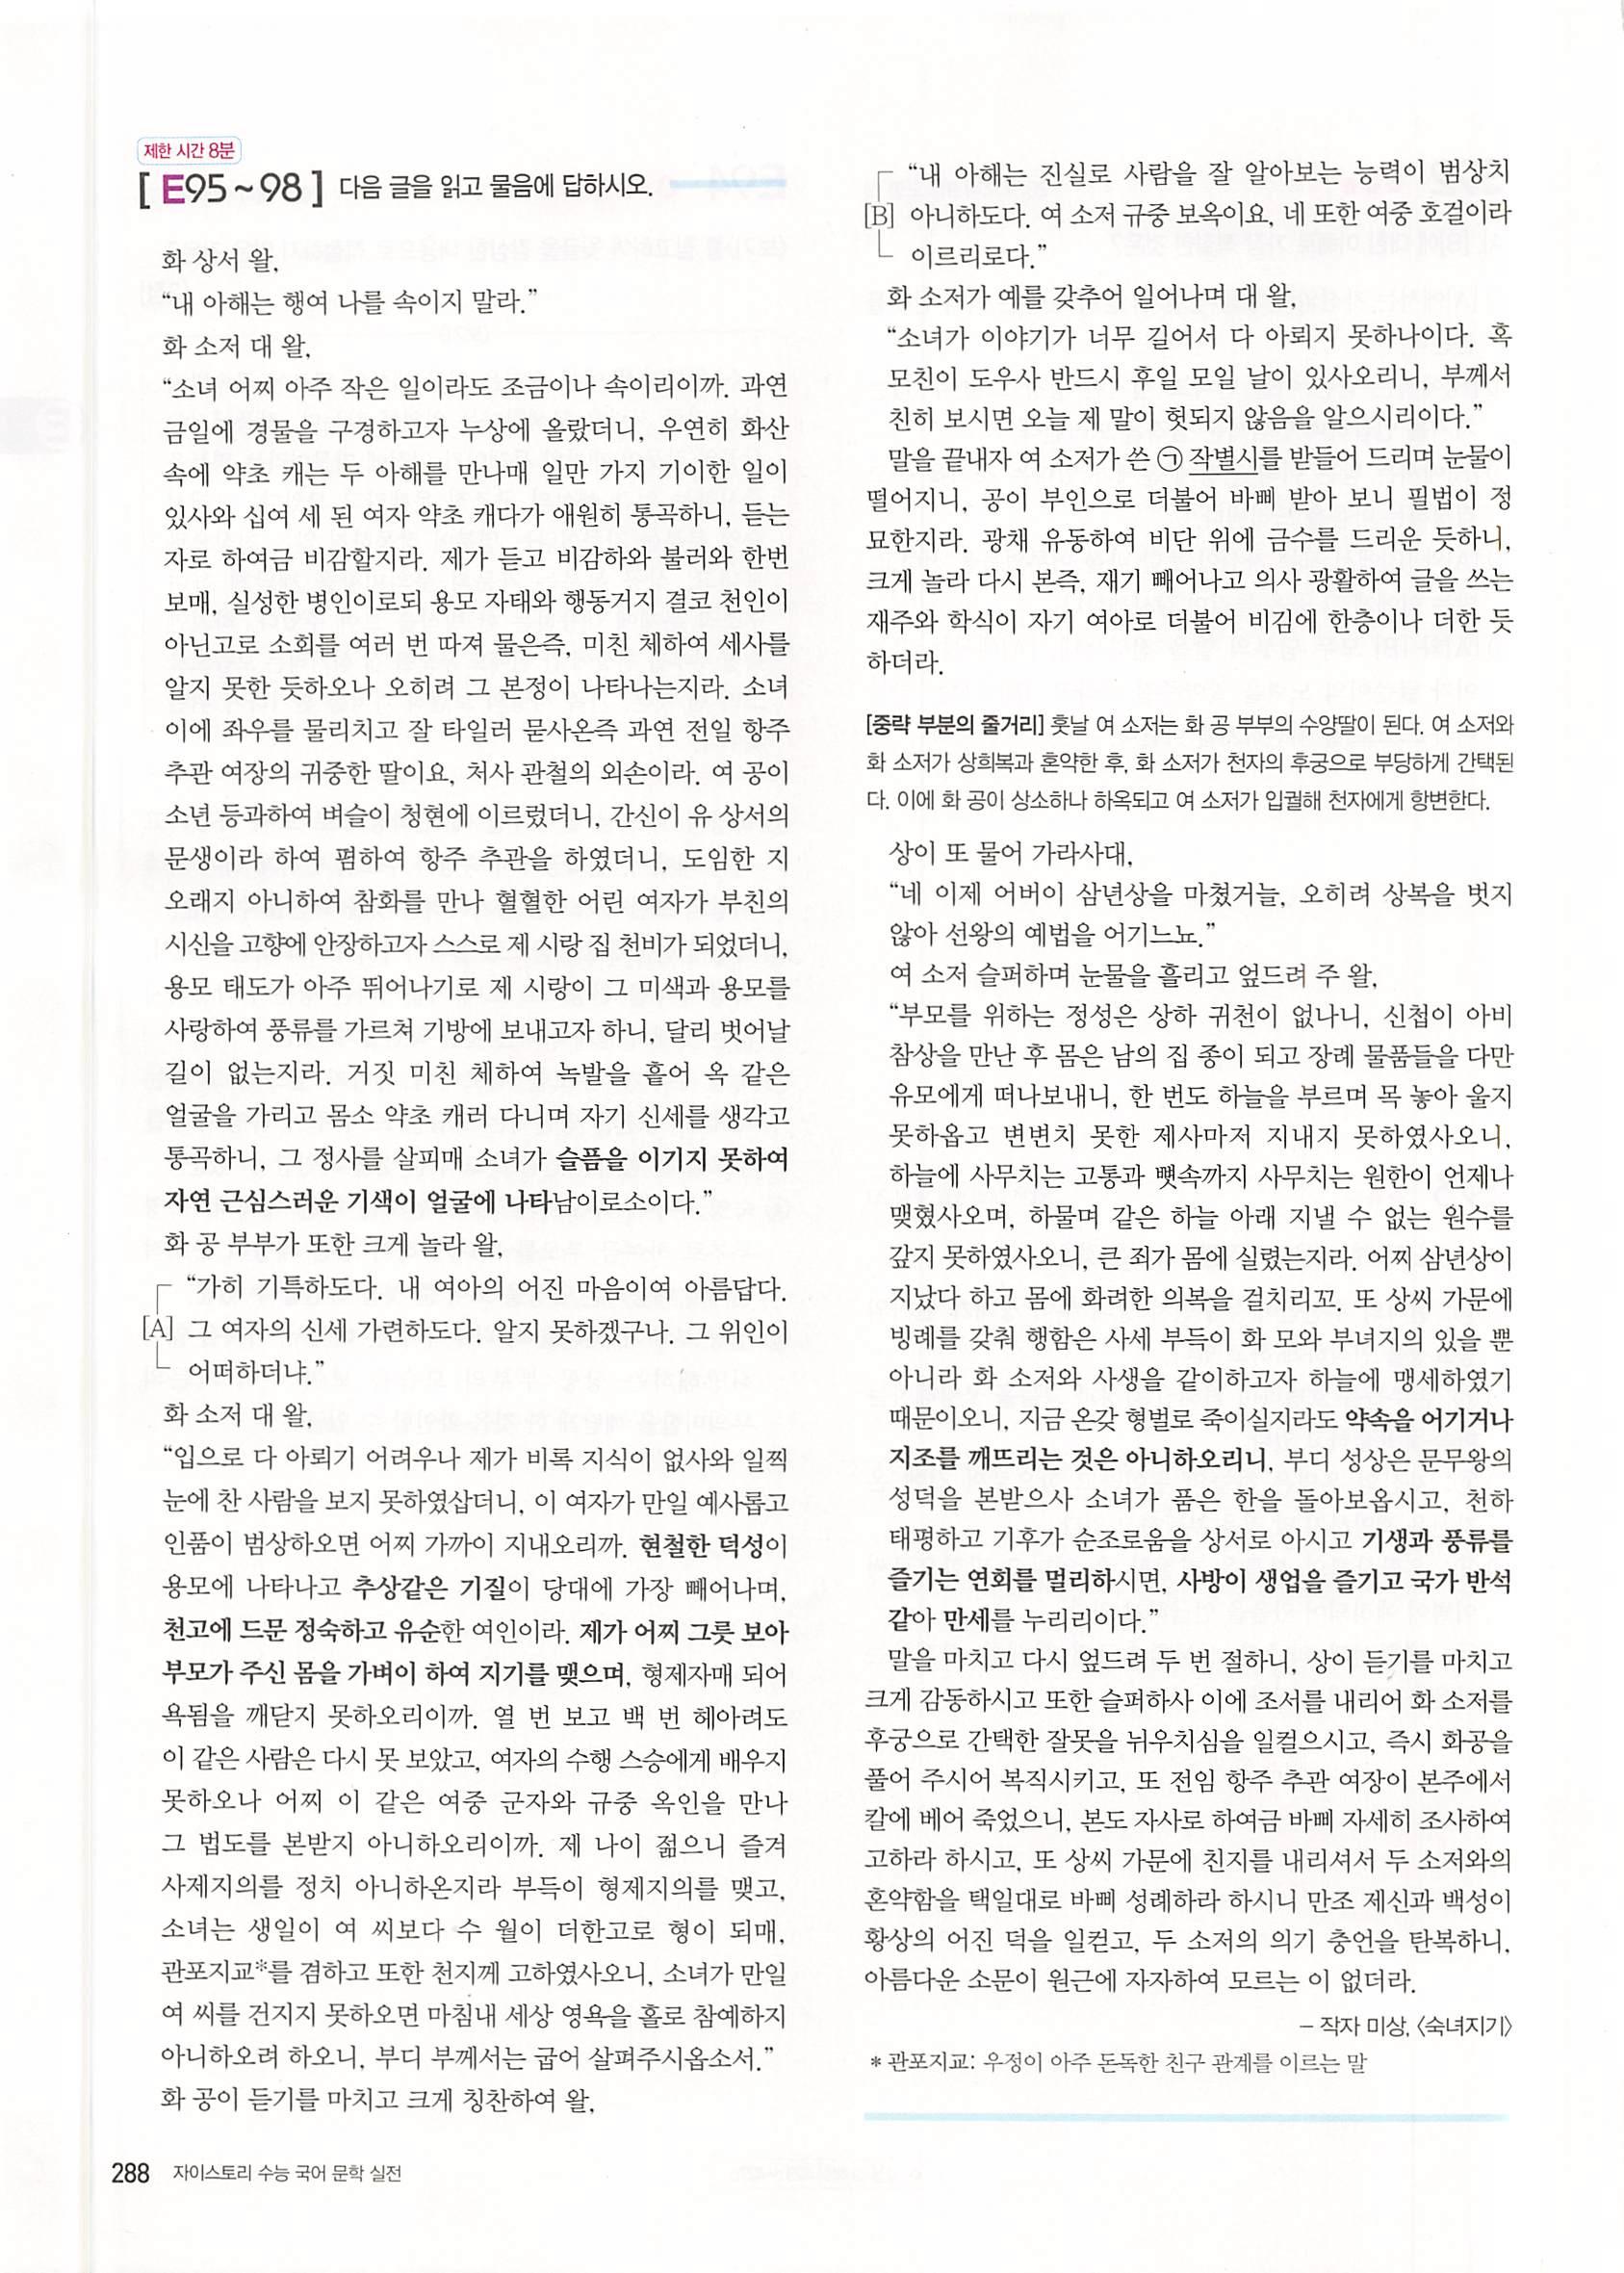 제한 시간 8분
[ E95 ~ 98 ] 다음 글을 읽고 물음에 답하시오.
화 상서 왈,
“내 아해는 행여 나를 속이지 말라.”
화 소저 대 왈,
“소녀 어찌 아주 작은 일이라도 조금이나 속이리이까. 과연
금일에 경물을 구경하고자 누상에 올랐더니, 우연히 화산
속에 약초 캐는 두 아해를 만나매 일만 가지 기이한 일이
있사와 십여 세 된 여자 약초 캐다가 애원히 통곡하니, 듣는
자로 하여금 비감할지라. 제가 듣고 비감하와 불러와 한번
보매, 실성한 병인이로되 용모 자태와 행동거지 결코 천인이
아닌고로 소회를 여러 번 따져 물은즉, 미친 체하여 세사를
알지 못한 듯하오나 오히려 그 본정이 나타나는지라. 소녀
이에 좌우를 물리치고 잘 타일러 묻사온즉 과연 전일 항주
추관 여장의 귀중한 딸이요, 처사 관철의 외손이라. 여 공이
소년 등과하여 벼슬이 청현에 이르렀더니, 간신이 유 상서의
문생이라 하여 폄하여 항주 추관을 하였더니, 도임한 지
오래지 아니하여 참화를 만나 혈혈한 어린 여자가 부친의
시신을 고향에 안장하고자 스스로 제 시랑 집 천비가 되었더니,
용모 태도가 아주 뛰어나기로 제 시랑이 그 미색과 용모를
사랑하여 풍류를 가르쳐 기방에 보내고자 하니, 달리 벗어날
길이 없는지라. 거짓 미친 체하여 녹발을 흩어 옥 같은
얼굴을 가리고 몸소 약초 캐러 다니며 자기 신세를 생각고
통곡하니, 그 정사를 살피매 소녀가 슬픔을 이기지 못하여
자연 근심스러운 기색이 얼굴에 나타남이로소이다.”
화 공 부부가 또한 크게 놀라 왈,
“가히 기특하도다. 내 여아의 어진 마음이여 아름답다.
[A] 그 여자의 신세 가련하도다. 알지 못하겠구나. 그 위인이
어떠하더냐.”
화 소저 대 왈,
“입으로 다 아뢰기 어려우나 제가 비록 지식이 없사와 일찍
눈에 찬 사람을 보지 못하였삽더니, 이 여자가 만일 예사롭고
인품이 범상하오면 어찌 가까이 지내오리까. 현철한 덕성이
용모에 나타나고 추상같은 기질이 당대에 가장 빼어나며,
천고에 드문 정숙하고 유순한 여인이라. 제가 어찌 그릇 보아
부모가 주신 몸을 가벼이 하여 지기를 맺으며, 형제자매 되어
욕됨을 깨닫지 못하오리이까. 열 번 보고 백 번 헤아려도
이 같은 사람은 다시 못 보았고, 여자의 수행 스승에게 배우지
못하오나 어찌 이 같은 여중 군자와 규중 옥인을 만나
그 법도를 본받지 아니하오리이까. 제 나이 젊으니 즐겨
사제지의를 정치 아니하온지라 부득이 형제지의를 맺고,
소녀는 생일이 여 씨보다 수 월이 더한고로 형이 되매,
관포지교*를 겸하고 또한 천지께 고하였사오니, 소녀가 만일
여 씨를 건지지 못하오면 마침내 세상 영욕을 홀로 참예하지
아니하오려 하오니, 부디 부께서는 굽어 살펴주시옵소서.”
화 공이 듣기를 마치고 크게 칭찬하여 왈,
288 자이스토리 수능 국어 문학 실전
“내 아해는 진실로 사람을 잘 알아보는 능력이 범상치
[B] 아니하도다. 여 소저 규중 보옥이요, 네 또한 여중 호걸이라
이르리로다.”
화 소저가 예를 갖추어 일어나며 대 왈,
“소녀가 이야기가 너무 길어서 다 아뢰지 못하나이다. 혹
모친이 도우사 반드시 후일 모일 날이 있사오리니, 부께서
친히 보시면 오늘 제 말이 헛되지 않음을 알으시리이다.”
말을 끝내자 여 소저가 쓴 ㉠ 작별시를 받들어 드리며 눈물이
떨어지니, 공이 부인으로 더불어 바삐 받아 보니 필법이 정
묘한지라. 광채 유동하여 비단 위에 금수를 드리운 듯하니,
크게 놀라 다시 본즉, 재기 빼어나고 의사 광활하여 글을 쓰는
재주와 학식이 자기 여아로 더불어 비김에 한층이나 더한 듯
하더라.
[중략 부분의 줄거리] 훗날 여 소저는 화 공 부부의 수양딸이 된다. 여 소저와
화 소저가 상희복과 혼약한 후, 화 소저가 천자의 후궁으로 부당하게 간택된
다. 이에 화 공이 상소하나 하옥되고 여 소저가 입궐해 천자에게 항변한다.
상이 또 물어 가라사대,
“네 이제 어버이 삼년상을 마쳤거늘, 오히려 상복을 벗지
않아 선왕의 예법을 어기느뇨.”
여 소저 슬퍼하며 눈물을 흘리고 엎드려 주 왈,
“부모를 위하는 정성은 상하 귀천이 없나니, 신첩이 아비
참상을 만난 후 몸은 남의 집 종이 되고 장례 물품들을 다만
유모에게 떠나보내니, 한 번도 하늘을 부르며 목 놓아 울지
못하옵고 변변치 못한 제사마저 지내지 못하였사오니,
하늘에 사무치는 고통과 뼛속까지 사무치는 원한이 언제나
맺혔사오며, 하물며 같은 하늘 아래 지낼 수 없는 원수를
갚지 못하였사오니, 큰 죄가 몸에 실렸는지라. 어찌 삼년상이
지났다 하고 몸에 화려한 의복을 걸치리꼬. 또 상씨 가문에
빙례를 갖춰 행함은 사세 부득이 화 모와 부녀지의 있을 뿐
아니라 화 소저와 사생을 같이하고자 하늘에 맹세하였기
때문이오니, 지금 온갖 형벌로 죽이실지라도 약속을 어기거나
지조를 깨뜨리는 것은 아니하오리니, 부디 성상은 문무왕의
성덕을 본받으사 소녀가 품은 한을 돌아보옵시고, 천하
태평하고 기후가 순조로움을 상서로 아시고 기생과 풍류를
즐기는 연회를 멀리하시면, 사방이 생업을 즐기고 국가 반석
같아 만세를 누리리이다.”
말을 마치고 다시 엎드려 두 번 절하니, 상이 듣기를 마치고
크게 감동하시고 또한 슬퍼하사 이에 조서를 내리어 화 소저를
후궁으로 간택한 잘못을 뉘우치심을 일컬으시고, 즉시 화공을
풀어 주시어 복직시키고, 또 전임 항주 추관 여장이 본주에서
칼에 베어 죽었으니, 본도 자사로 하여금 바삐 자세히 조사하여
고하라 하시고, 또 상씨 가문에 친지를 내리셔서 두 소저와의
혼약함을 택일대로 바삐 성례하라 하시니 만조 제신과 백성이
황상의 어진 덕을 일컫고, 두 소저의 의기 충언을 탄복하니,
아름다운 소문이 원근에 자자하여 모르는 이 없더라.
– 작자 미상, 〈숙녀지기〉
* 관포지교: 우정이 아주 돈독한 친구 관계를 이르는 말